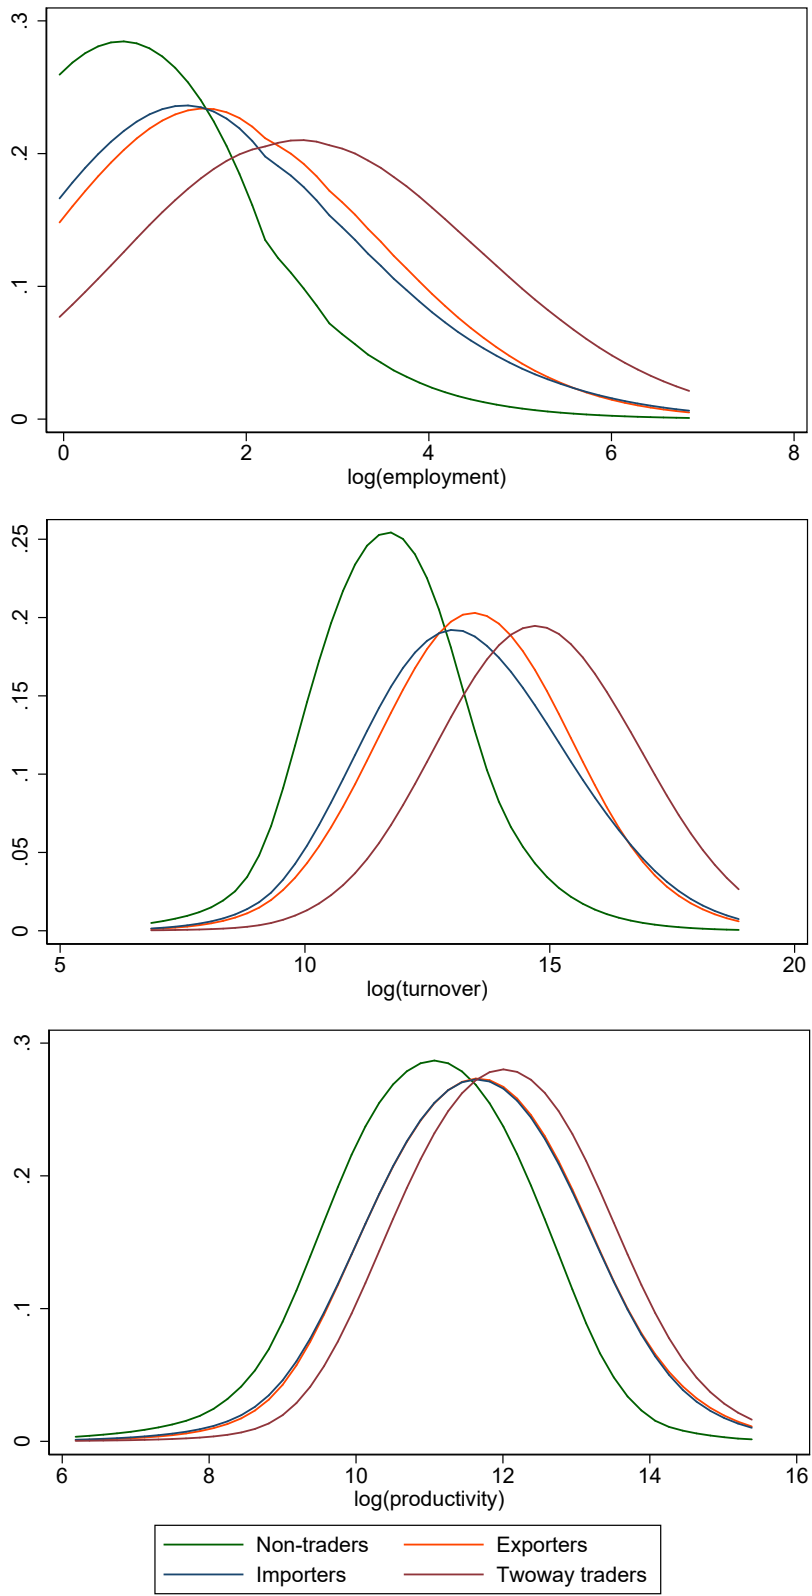 .3
.2
.1
0
0 2 4 6 8
log(employment)
.25
.2
.15
.1
.05
0
5 10 15 20
log(turnover)
.3
.2
.1
0
6 8 10 12 14 16
log(productivity)
Non-traders Exporters
Importers Twoway traders